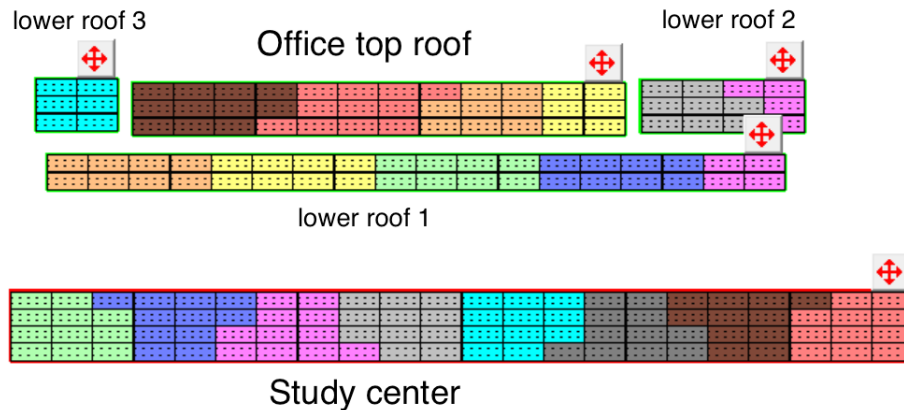 lower roof 3
Office top roof
lower roof 2
lower roof 1
Study center